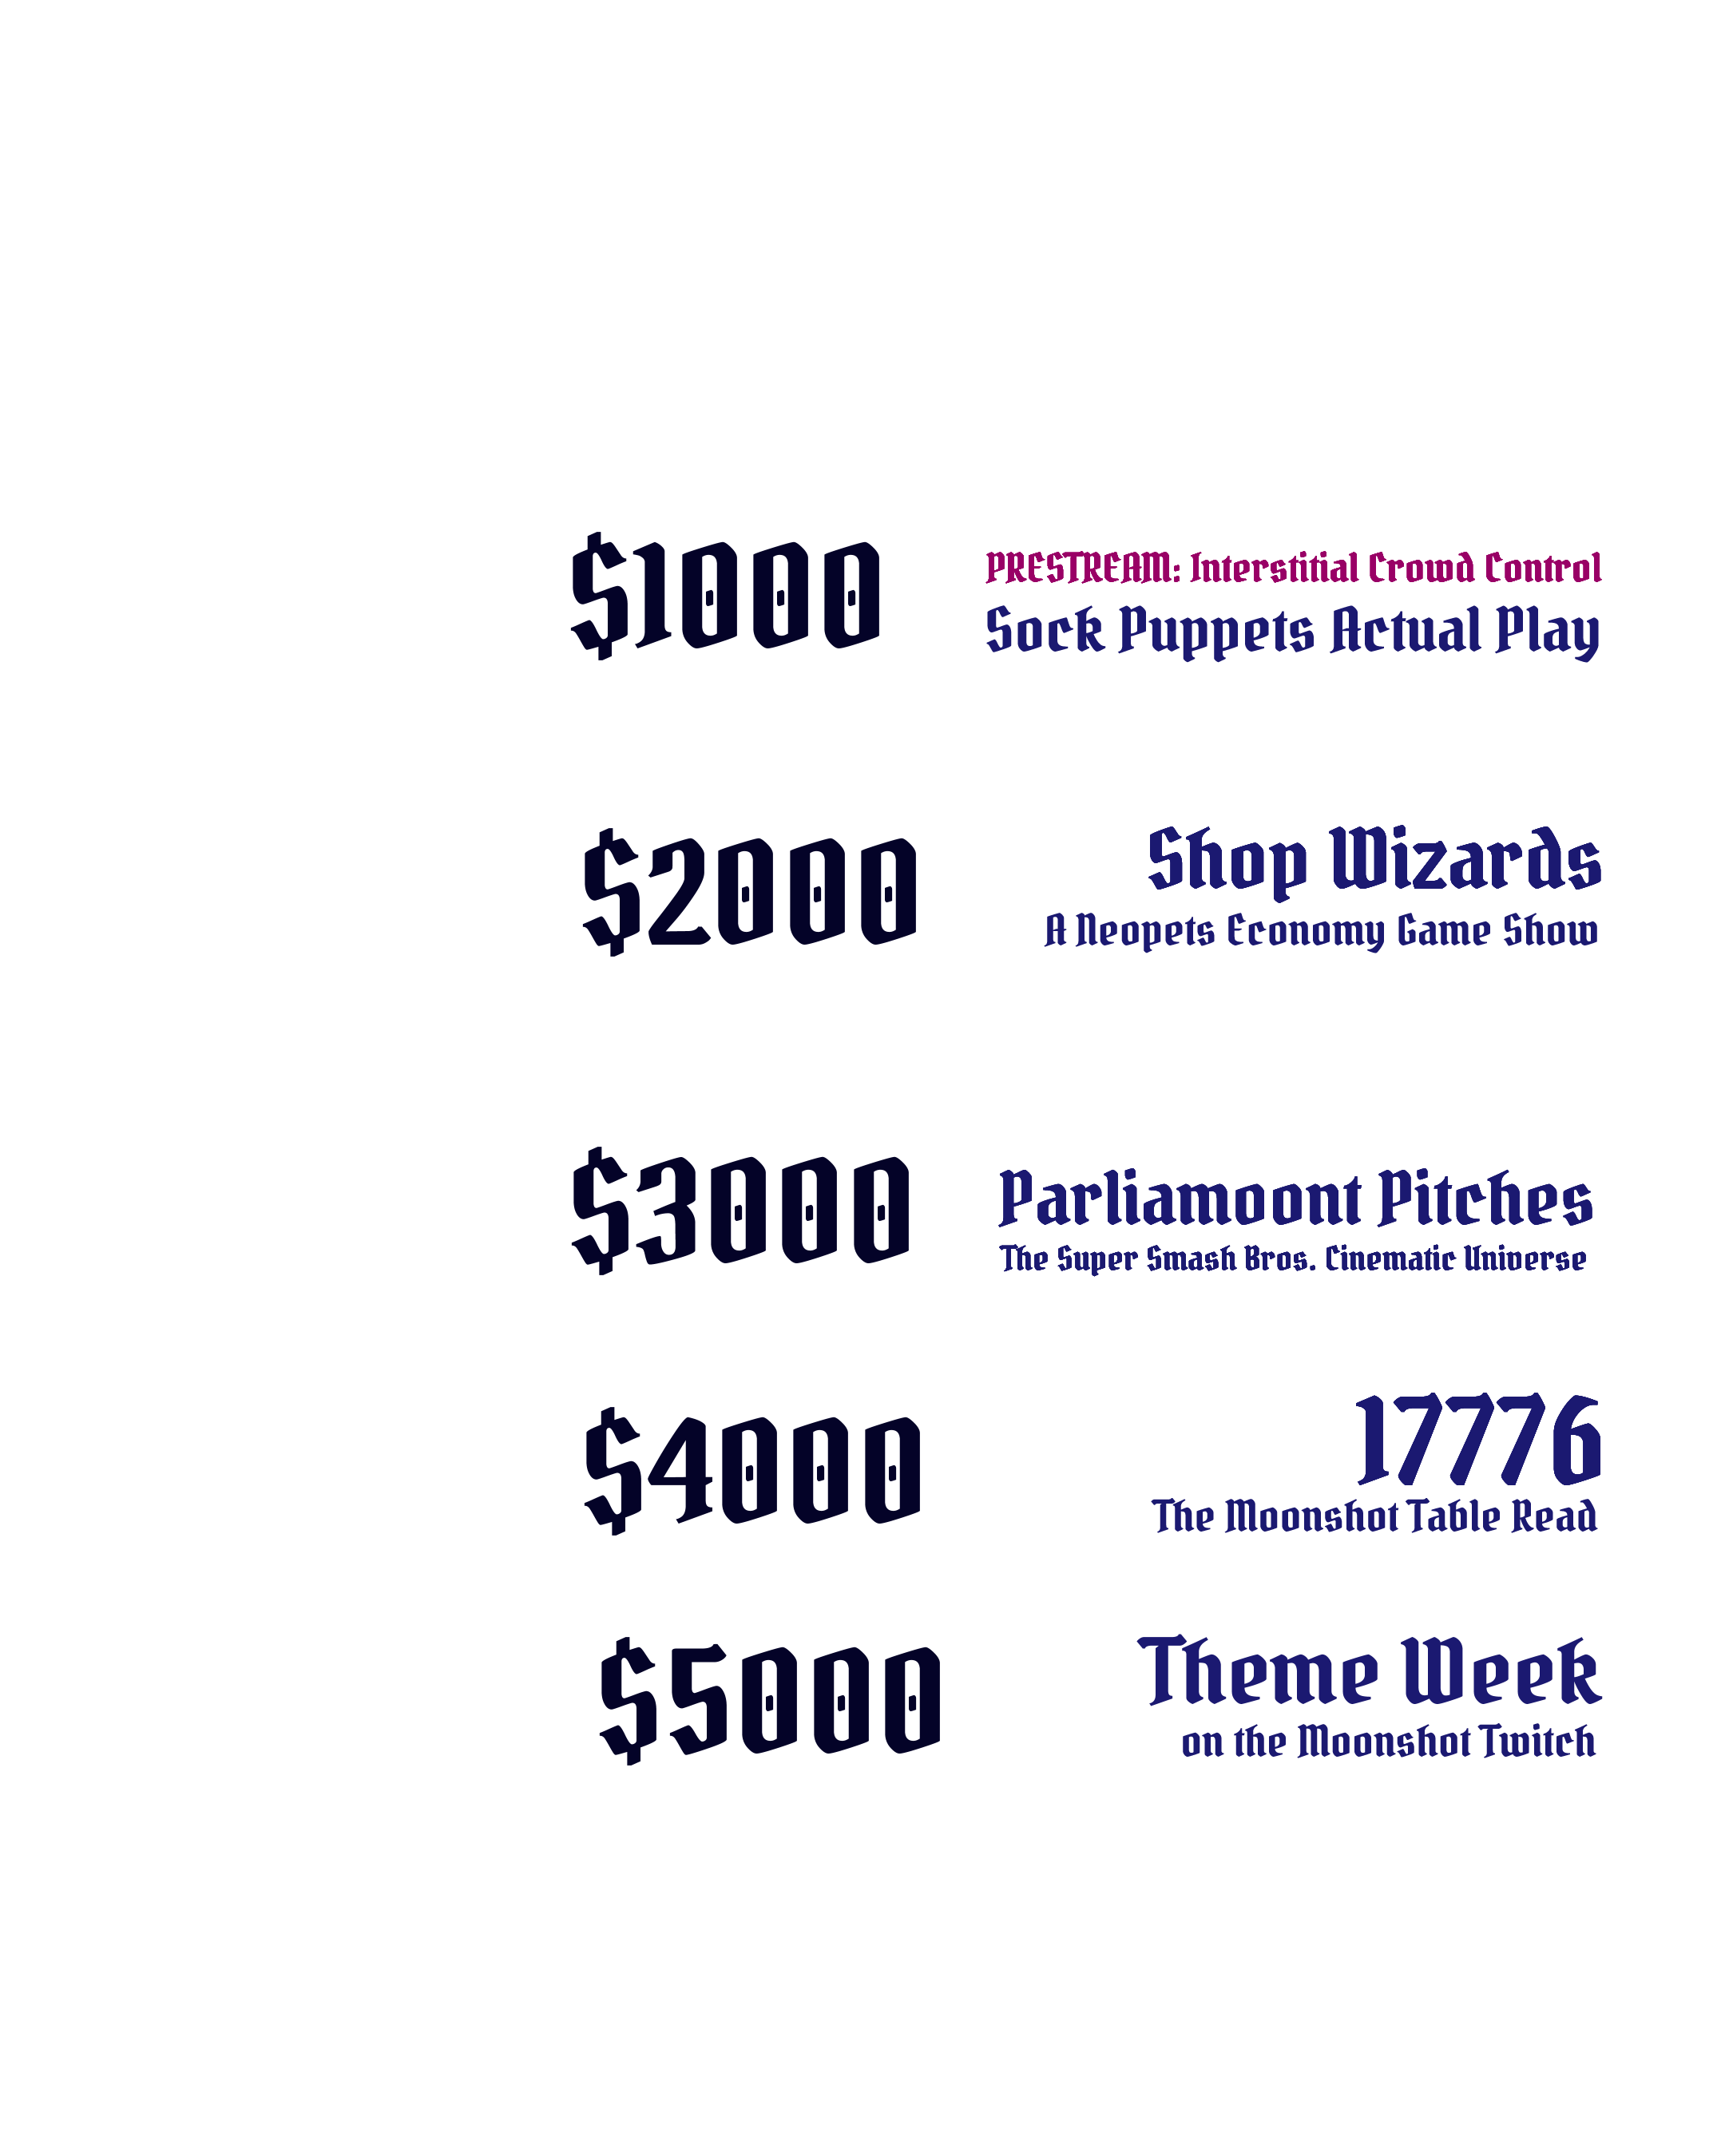 $1000
PRESTREAM: Interstitial Crowd Control
Sock Puppets Actual Play
$2000
Shop Wizards
A Neopets Economy Game Show
$3000
Parliamoont Pitches
The Super Smash Bros. Cinematic Universe
$4000
17776
The Moonshot Table Read
$5000
Theme Week
on the Moonshot Twitch